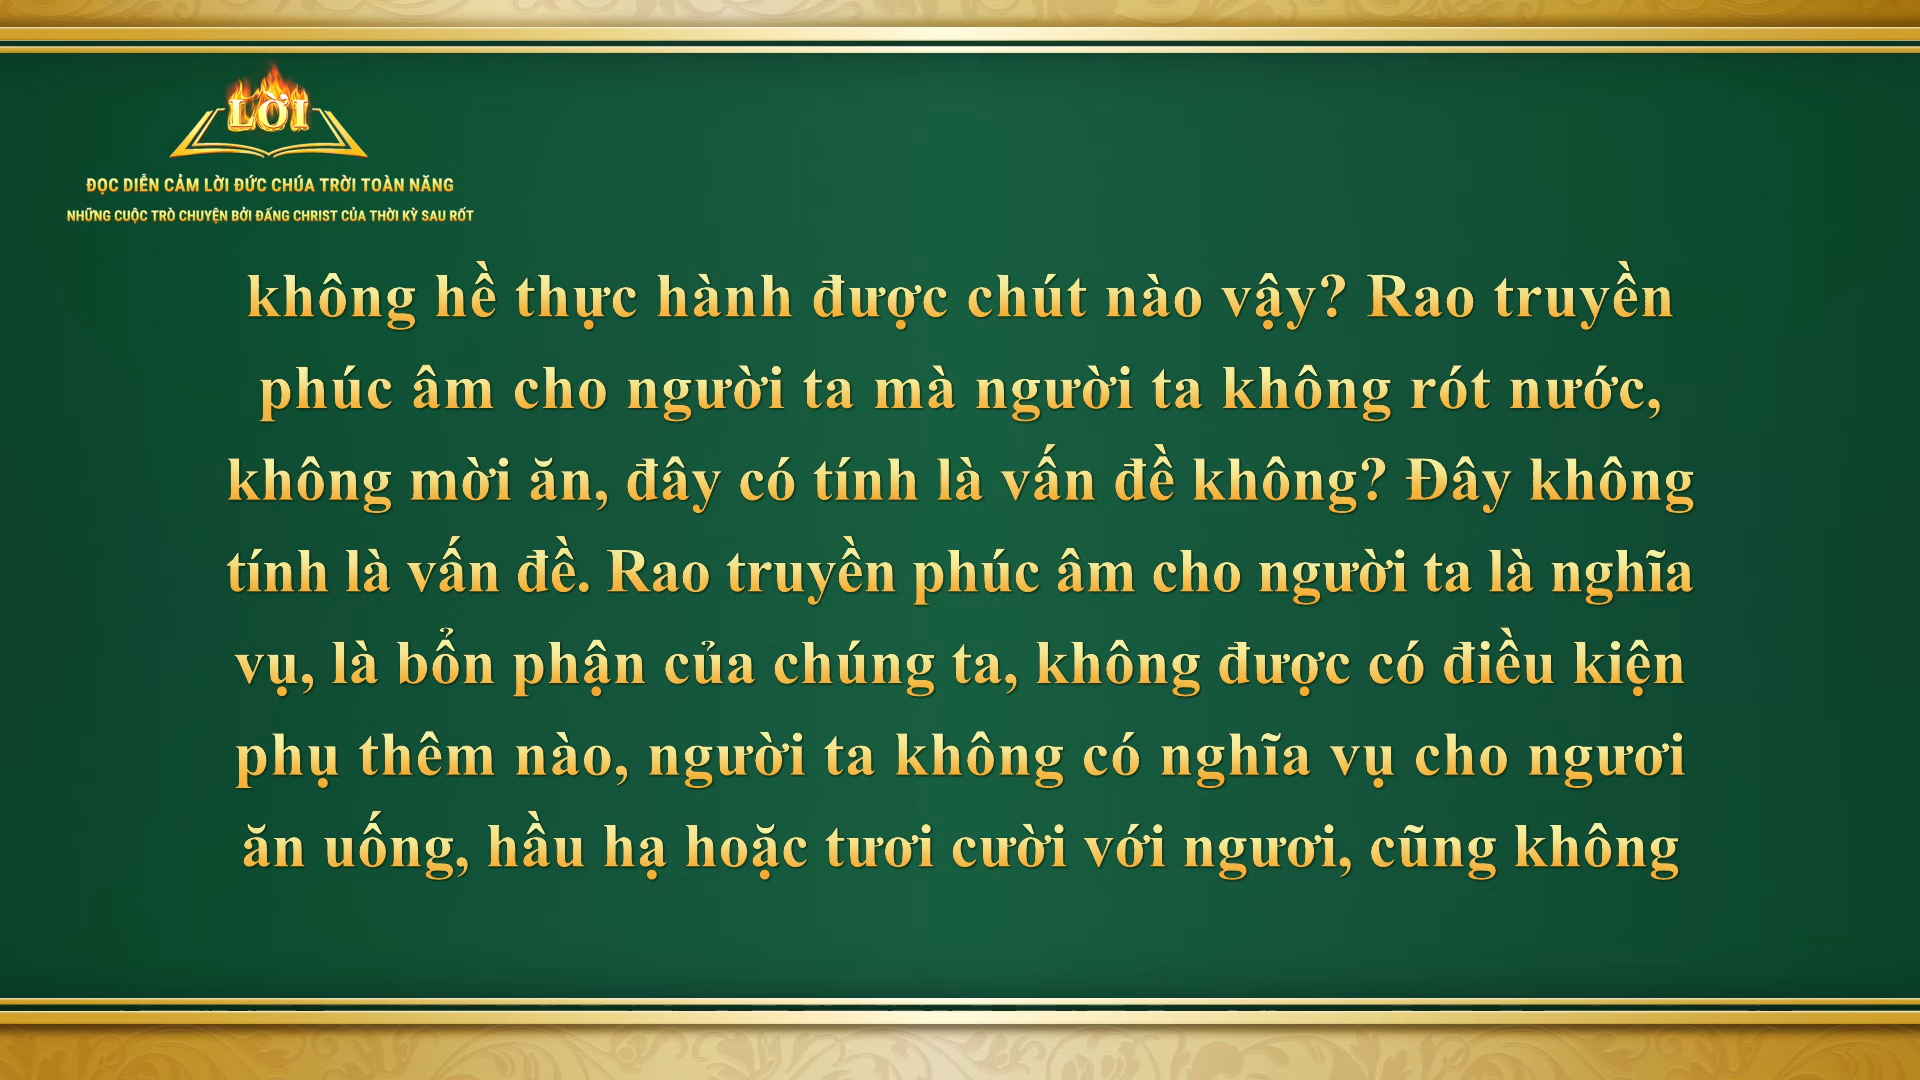 LỜI
ĐỌC DIỄN CẢM LỜI ĐỨC CHÚA TRỜI TOÀN NĂNG
NHỮNG CUỘC TRÒ CHUYỆN BỞI ĐẤNG CHRIST CỦA THỜI KỲ SAU RỐT
không hề thực hành được chút nào vậy? Rao truyền
phúc âm cho người ta mà người ta không rót nước,
không mời ăn, đây có tính là vấn đề không? Đây không
tính là vấn đề. Rao truyền phúc âm cho người ta là nghĩa
vụ, là bổn phận của chúng ta, không được có điều kiện
phụ thêm nào, người ta không có nghĩa vụ cho ngươi
ăn uống, hầu hạ hoặc tươi cười với ngươi, cũng không